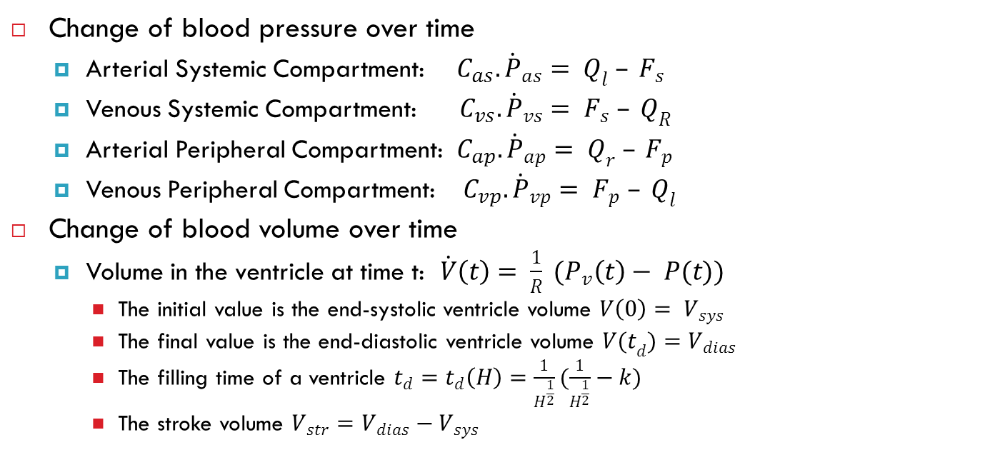 Change of blood pressure over time
Arterial Systemic Compartment: C_{as}.Ṗ_{as} = Q_l – F_s
Venous Systemic Compartment: C_{vs}.Ṗ_{vs} = F_s – Q_R
Arterial Peripheral Compartment: C_{ap}.Ṗ_{ap} = Q_r – F_p
Venous Peripheral Compartment: C_{vp}.Ṗ_{vp} = F_p – Q_l
Change of blood volume over time
Volume in the ventricle at time t: V̇(t) = \frac{1}{R} (P_v(t) − P(t))
The initial value is the end-systolic ventricle volume V(0) = V_{sys}
The final value is the end-diastolic ventricle volume V(t_d) = V_{dias}
The filling time of a ventricle t_d = t_d(H) = \frac{1}{H^{\frac{1}{2}}}(\frac{1}{H^{\frac{1}{2}}} − k)
The stroke volume V_{str} = V_{dias} − V_{sys}